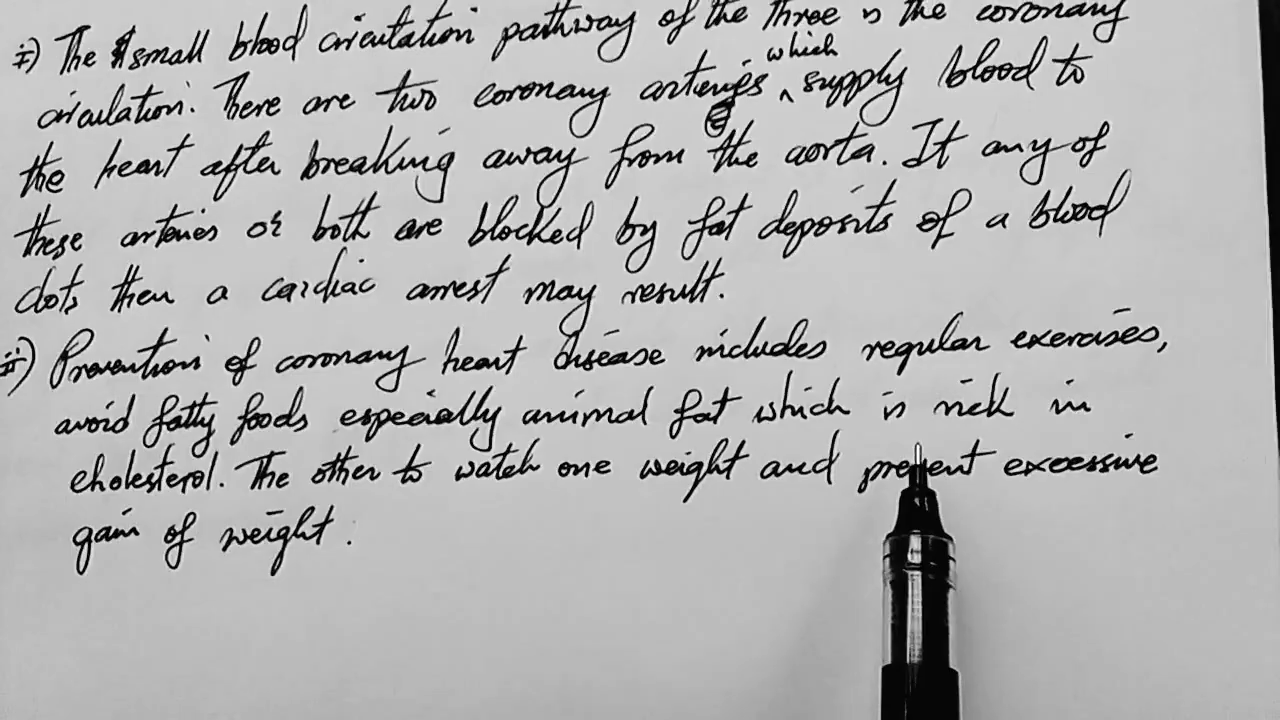 i) The small blood circulation pathway of the three is the coronary
circulation. There are two coronary arteries which supply blood to
the heart after breaking away from the aorta. It any of
these arteries or both are blocked by fat deposits of a blood
clots then a cardiac arrest may result.
ii) Prevention of coronary heart disease includes regular exercises,
avoid fatty foods especially animal fat which is rick in
cholesterol. The other to watch one weight and prevent excessive
gain of weight.